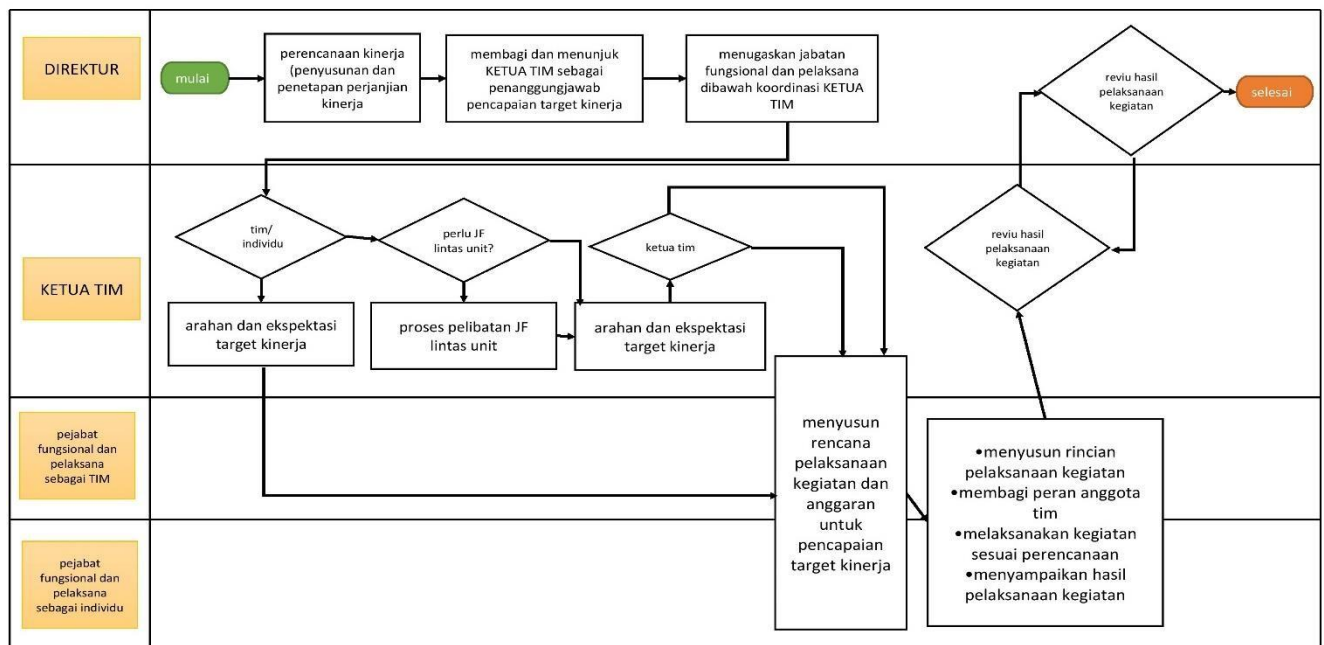 DIREKTUR
mulai
perencanaan kinerja
(penyusunan dan
penetapan perjanjian
kinerja
membagi dan menunjuk
KETUA TIM sebagai
penanggungjawab
pencapaian target kinerja
menugaskan jabatan
fungsional dan pelaksana
dibawah koordinasi KETUA
TIM
reviu hasil
pelaksanaan
kegiatan
selesai
KETUA TIM
tim/
individu
perlu JF
lintas unit?
ketua tim
reviu hasil
pelaksanaan
kegiatan
arahan dan ekspektasi
target kinerja
proses pelibatan JF
lintas unit
arahan dan ekspektasi
target kinerja
pejabat
fungsional dan
pelaksana
sebagai TIM
menyusun
rencana
pelaksanaan
kegiatan dan
anggaran
untuk
pencapaian
target kinerja
•menyusun rincian
pelaksanaan kegiatan
•membagi peran anggota
tim
•melaksanakan kegiatan
sesuai perencanaan
•menyampaikan hasil
pelaksanaan kegiatan
pejabat
fungsional dan
pelaksana
sebagai individu